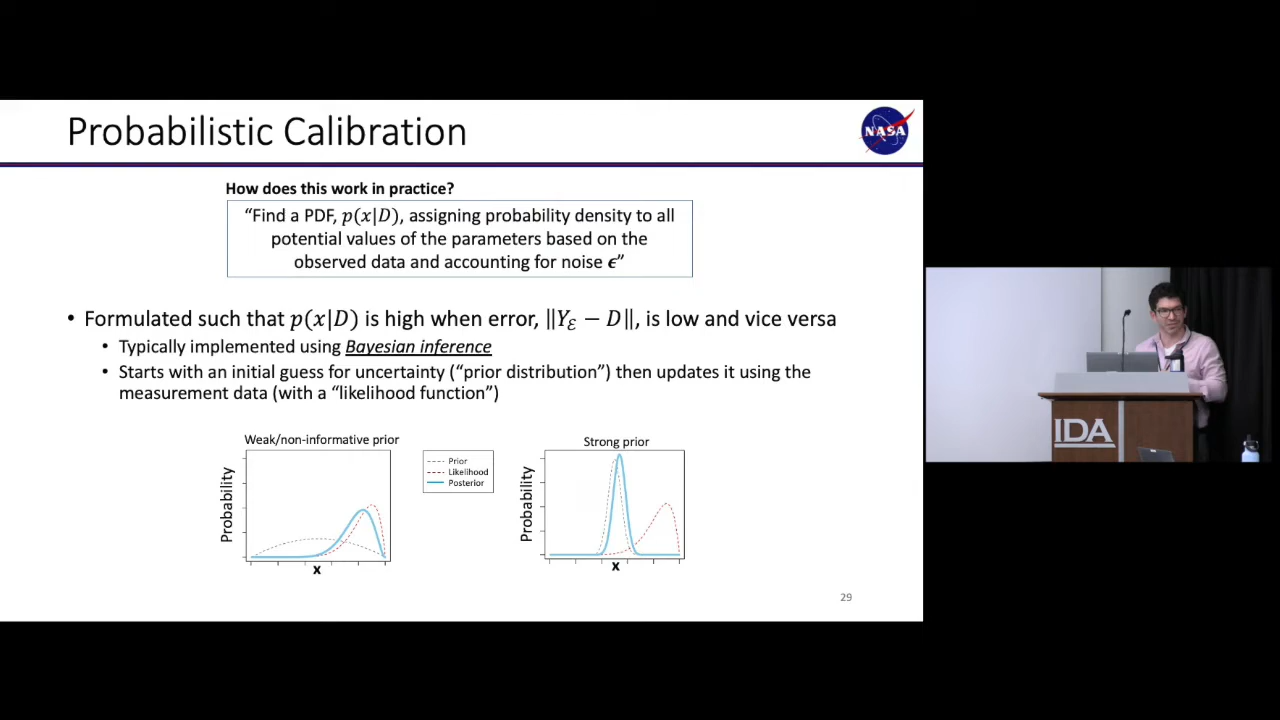 Probabilistic Calibration
NASA
How does this work in practice?
“Find a PDF, 𝑝(𝑥|𝐷), assigning probability density to all
potential values of the parameters based on the
observed data and accounting for noise 𝝐”
• Formulated such that 𝑝(𝑥|𝐷) is high when error, ‖𝑌_ℰ − 𝐷‖, is low and vice versa
• Typically implemented using Bayesian inference
• Starts with an initial guess for uncertainty (“prior distribution”) then updates it using the
measurement data (with a “likelihood function”)
Weak/non-informative prior
Probability
x
Prior
Likelihood
Posterior
Strong prior
Probability
x
29
IDA